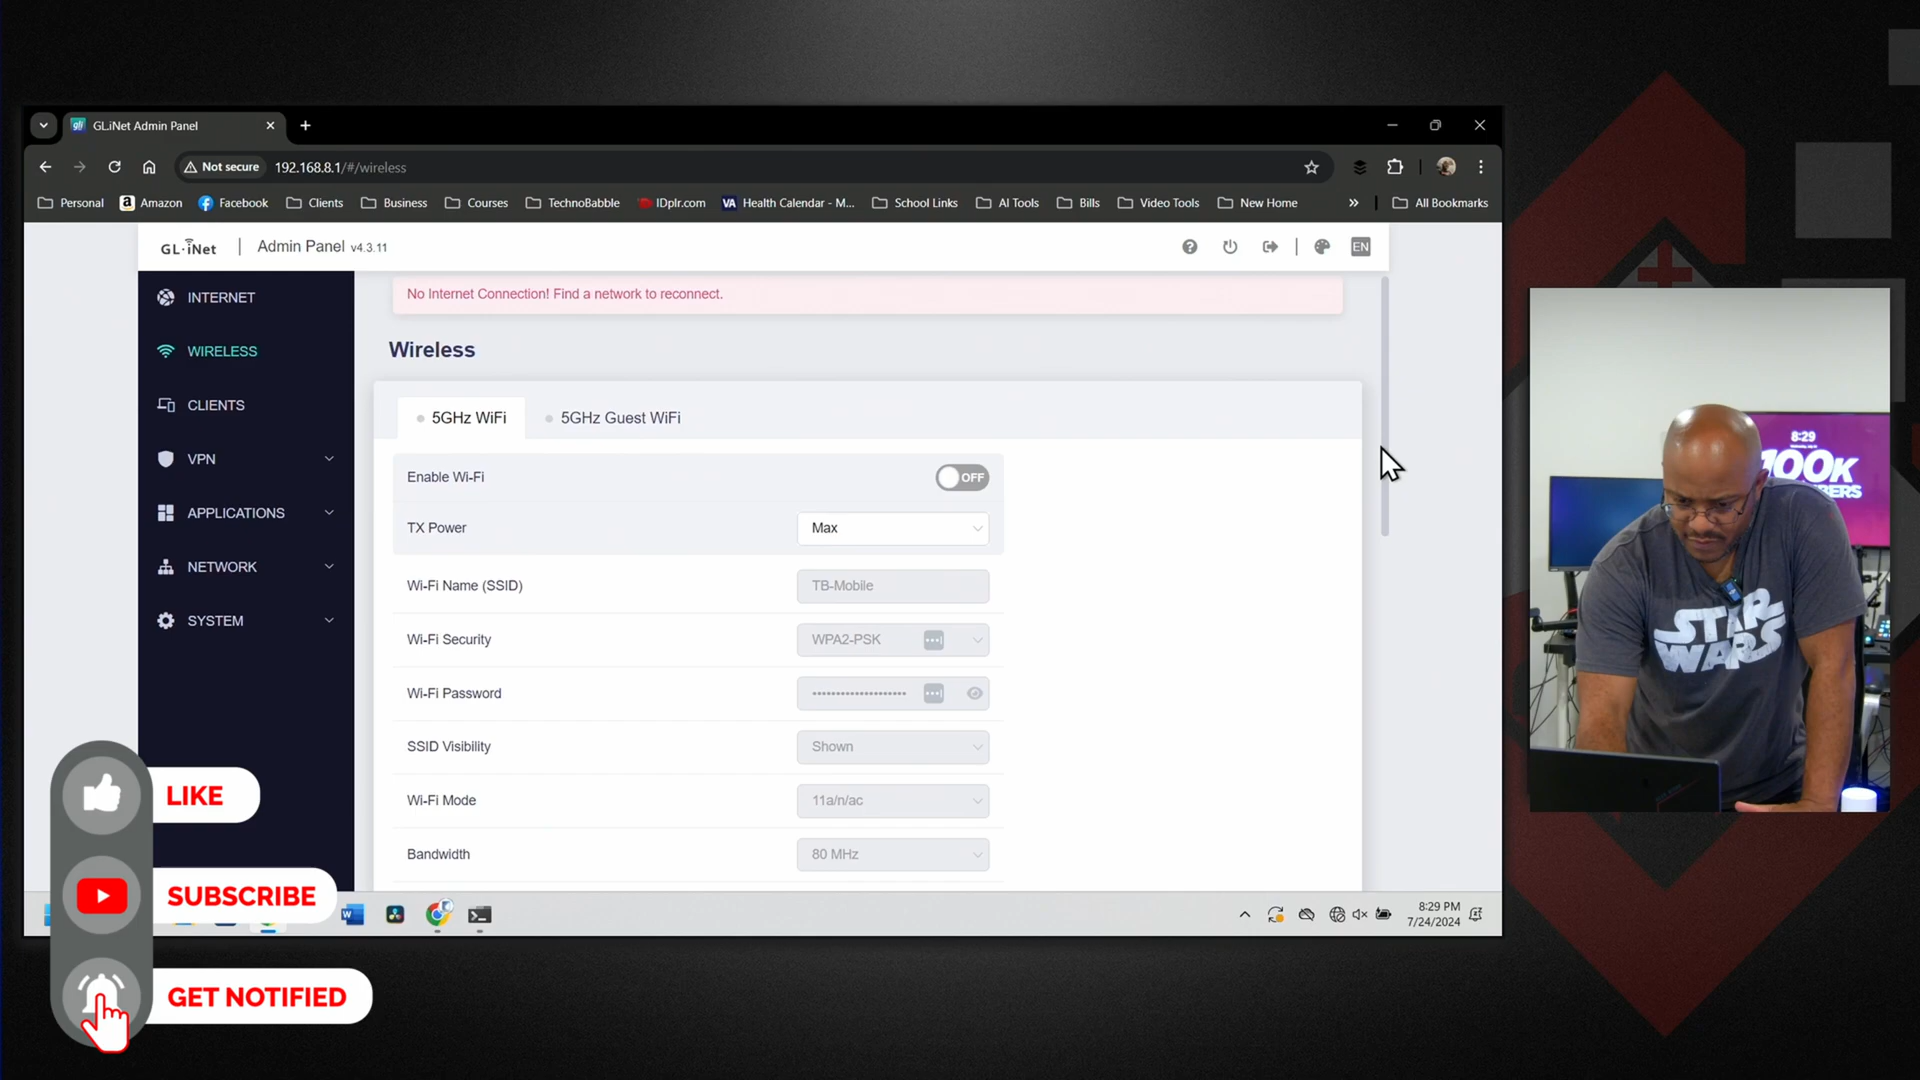 GL.iNet Admin Panel
Not secure 192.168.8.1/#/wireless
Personal Amazon Facebook Clients Business Courses TechnoBabble IDplr.com VA Health Calendar - M... School Links AI Tools Bills Video Tools New Home » All Bookmarks
GL·iNet | Admin Panel v4.3.11
EN
INTERNET
WIRELESS
CLIENTS
VPN
APPLICATIONS
NETWORK
SYSTEM
No Internet Connection! Find a network to reconnect.
Wireless
5GHz WiFi 5GHz Guest WiFi
Enable Wi-Fi OFF
TX Power Max
Wi-Fi Name (SSID) TB-Mobile
Wi-Fi Security WPA2-PSK
Wi-Fi Password ••••••••••••••••••••
SSID Visibility Shown
Wi-Fi Mode 11a/n/ac
Bandwidth 80 MHz
8:29 PM
7/24/2024
LIKE
SUBSCRIBE
GET NOTIFIED
8:29
100K
STAR
WARS